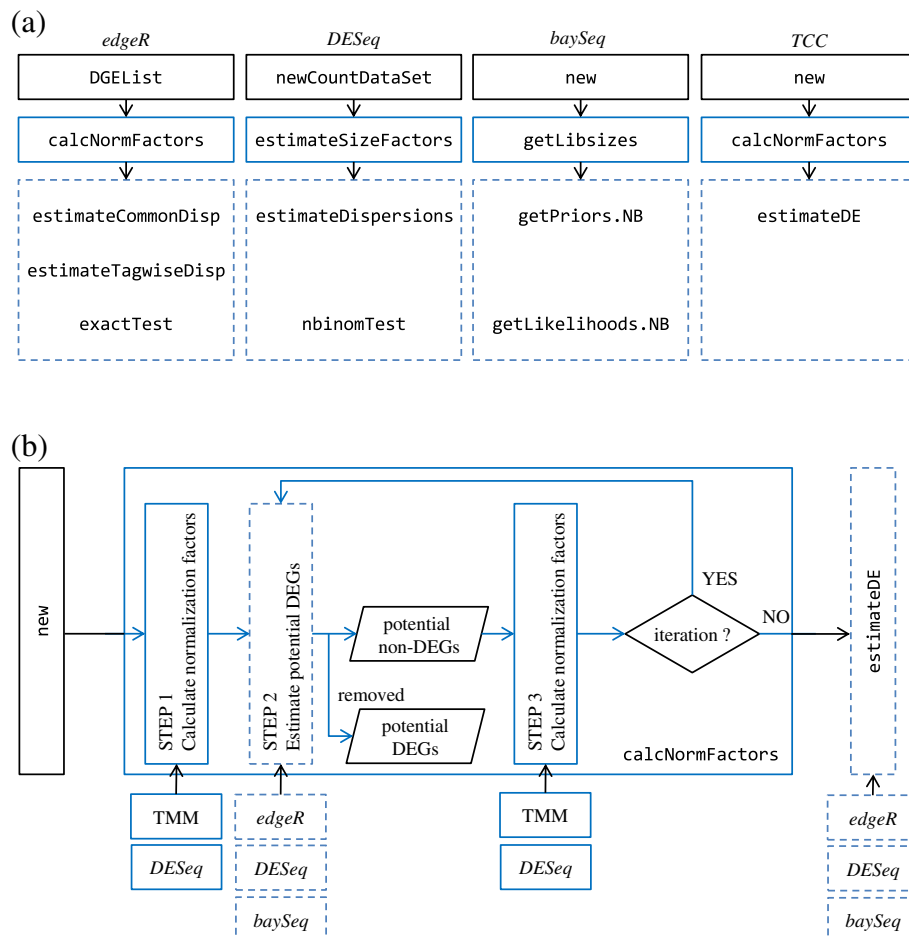 (a)
edgeR
DESeq
baySeq
TCC
DGEList
newCountDataSet
new
new
calcNormFactors
estimateSizeFactors
getLibsizes
calcNormFactors
estimateCommonDisp
estimateDispersions
getPriors.NB
estimateDE
estimateTagwiseDisp
exactTest
nbinomTest
getLikelihoods.NB
(b)
new
STEP 1
Calculate normalization factors
STEP 2
Estimate potential DEGs
potential
non-DEGs
removed
potential
DEGs
STEP 3
Calculate normalization factors
YES
iteration ?
NO
calcNormFactors
estimateDE
TMM
DESeq
edgeR
DESeq
baySeq
TMM
DESeq
edgeR
DESeq
baySeq